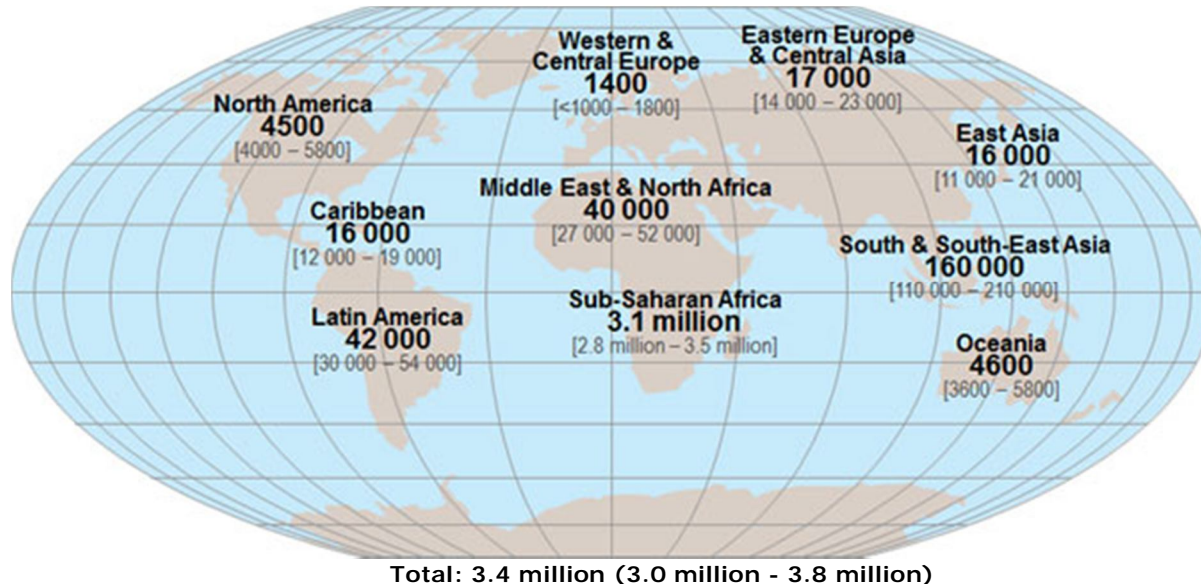 Western &
Central Europe
1400
[<1000 – 1800]
Eastern Europe
& Central Asia
17 000
[14 000 – 23 000]
North America
4500
[4000 – 5800]
East Asia
16 000
[11 000 – 21 000]
Middle East & North Africa
40 000
[27 000 – 52 000]
Caribbean
16 000
[12 000 – 19 000]
South & South-East Asia
160 000
[110 000 – 210 000]
Sub-Saharan Africa
3.1 million
[2.8 million – 3.5 million]
Latin America
42 000
[30 000 – 54 000]
Oceania
4600
[3600 – 5800]
Total: 3.4 million (3.0 million - 3.8 million)